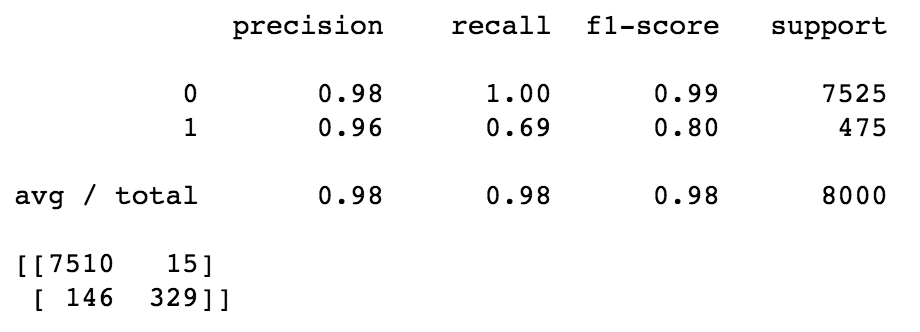 precision recall f1-score support
0 0.98 1.00 0.99 7525
1 0.96 0.69 0.80 475
avg / total 0.98 0.98 0.98 8000
[[7510 15]
[ 146 329]]